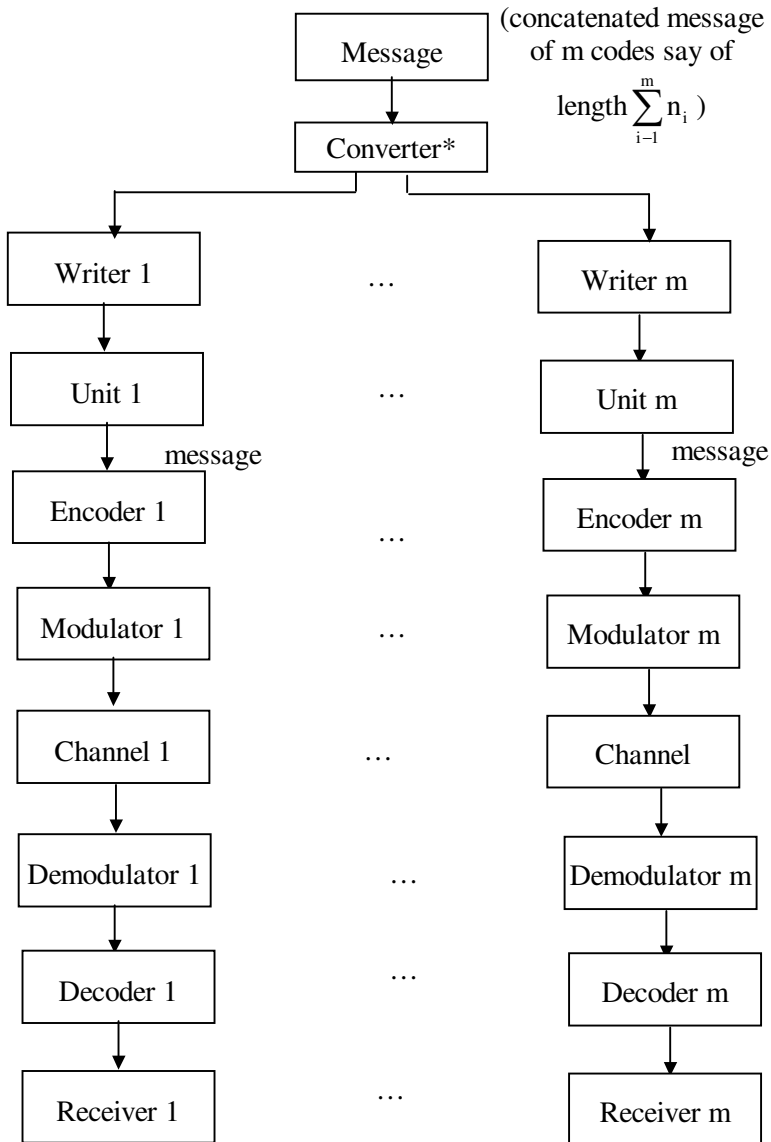 Message
(concatenated message
of m codes say of
length \sum_{i-1}^{m} n_i )
Converter*
Writer 1
…
Writer m
Unit 1
…
Unit m
message
message
Encoder 1
…
Encoder m
Modulator 1
…
Modulator m
Channel 1
…
Channel
Demodulator 1
…
Demodulator m
Decoder 1
…
Decoder m
Receiver 1
…
Receiver m